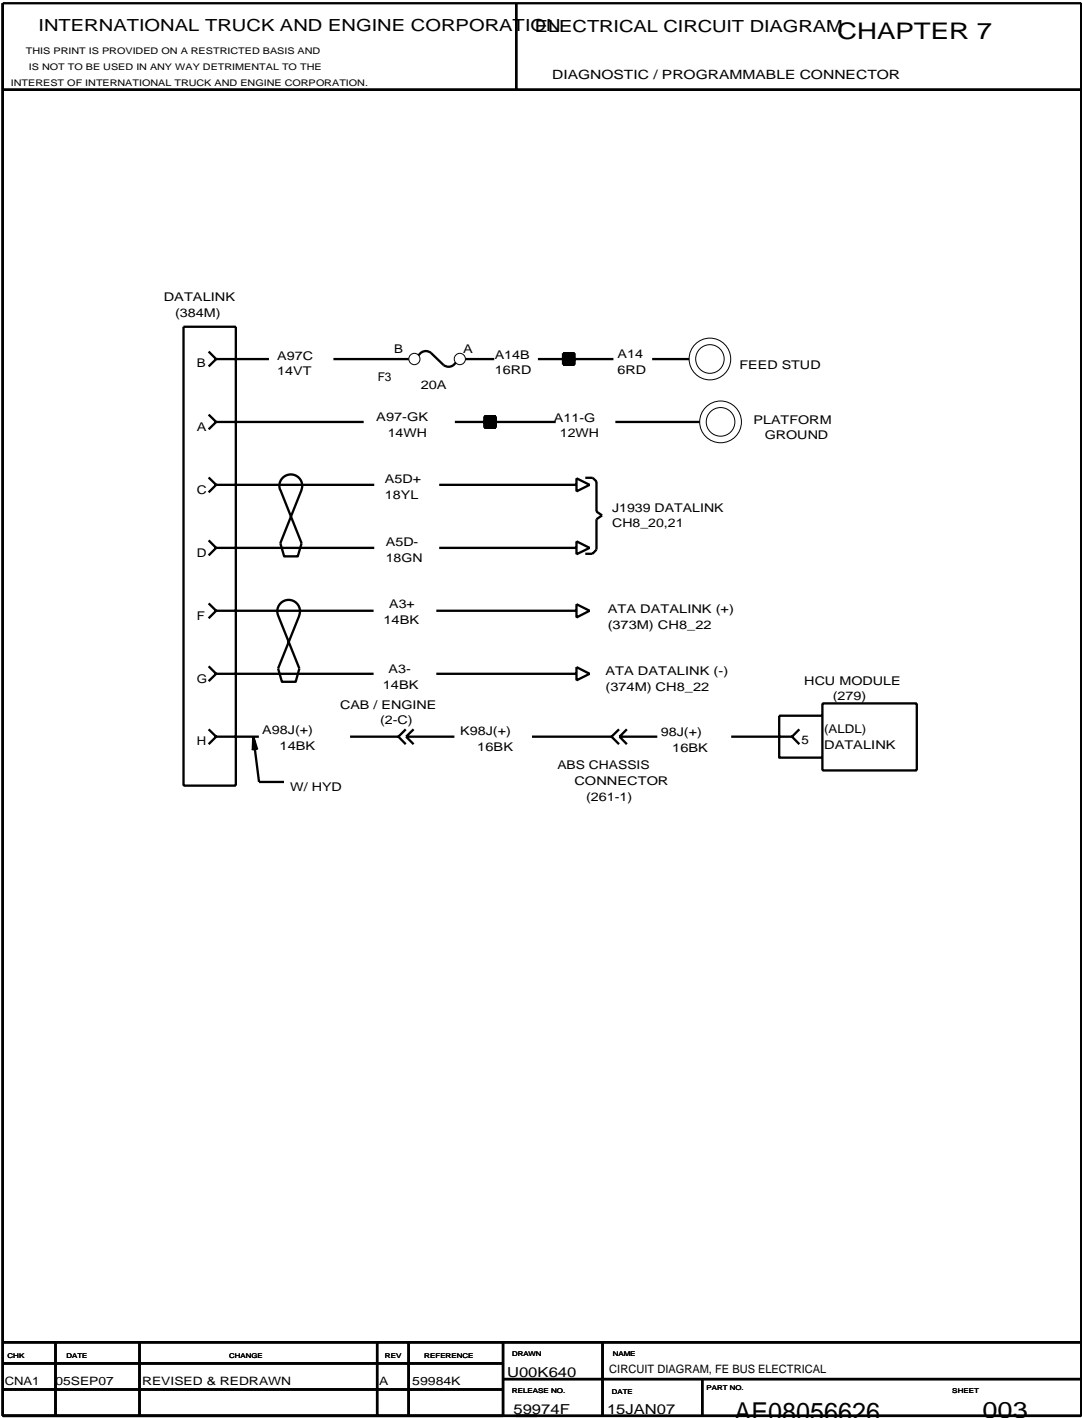 INTERNATIONAL TRUCK AND ENGINE CORPORATION
ELECTRICAL CIRCUIT DIAGRAM
CHAPTER 7
THIS PRINT IS PROVIDED ON A RESTRICTED BASIS AND
IS NOT TO BE USED IN ANY WAY DETRIMENTAL TO THE
INTEREST OF INTERNATIONAL TRUCK AND ENGINE CORPORATION.
DIAGNOSTIC / PROGRAMMABLE CONNECTOR
DATALINK
(384M)
B
A97C
14VT
B
F3
A
20A
A14B
16RD
A14
6RD
FEED STUD
A
A97-GK
14WH
A11-G
12WH
PLATFORM
GROUND
C
A5D+
18YL
J1939 DATALINK
CH8_20,21
D
A5D-
18GN
F
A3+
14BK
ATA DATALINK (+)
(373M) CH8_22
G
A3-
14BK
ATA DATALINK (-)
(374M) CH8_22
H
A98J(+)
14BK
W/ HYD
CAB / ENGINE
(2-C)
K98J(+)
16BK
ABS CHASSIS
CONNECTOR
(261-1)
98J(+)
16BK
HCU MODULE
(279)
5
(ALDL)
DATALINK
CHK DATE CHANGE REV REFERENCE
CNA1 05SEP07 REVISED & REDRAWN A 59984K
DRAWN
U00K640
NAME
CIRCUIT DIAGRAM, FE BUS ELECTRICAL
RELEASE NO.
59974F
DATE
15JAN07
PART NO.
AE08056626
SHEET
003